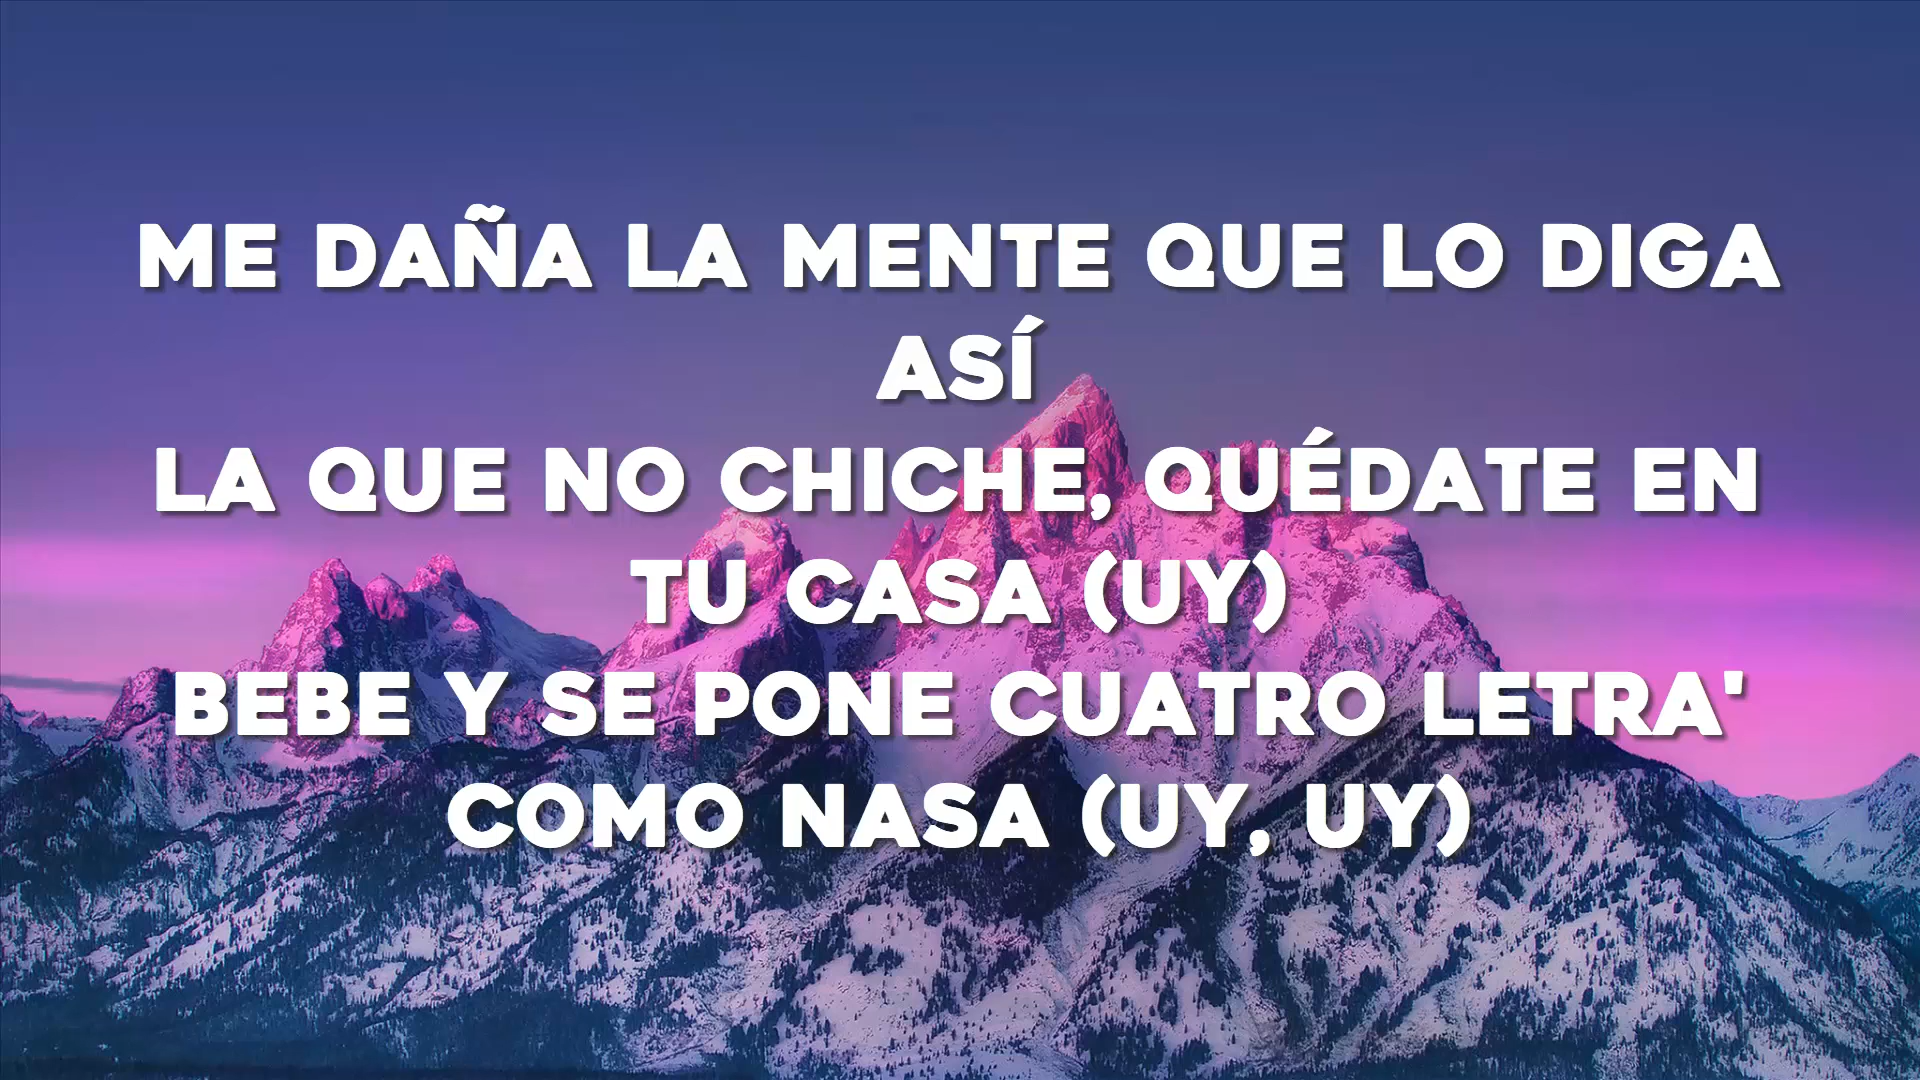 ME DAÑA LA MENTE QUE LO DIGA
ASÍ
LA QUE NO CHICHE, QUÉDATE EN
TU CASA (UY)
BEBE Y SE PONE CUATRO LETRA'
COMO NASA (UY, UY)